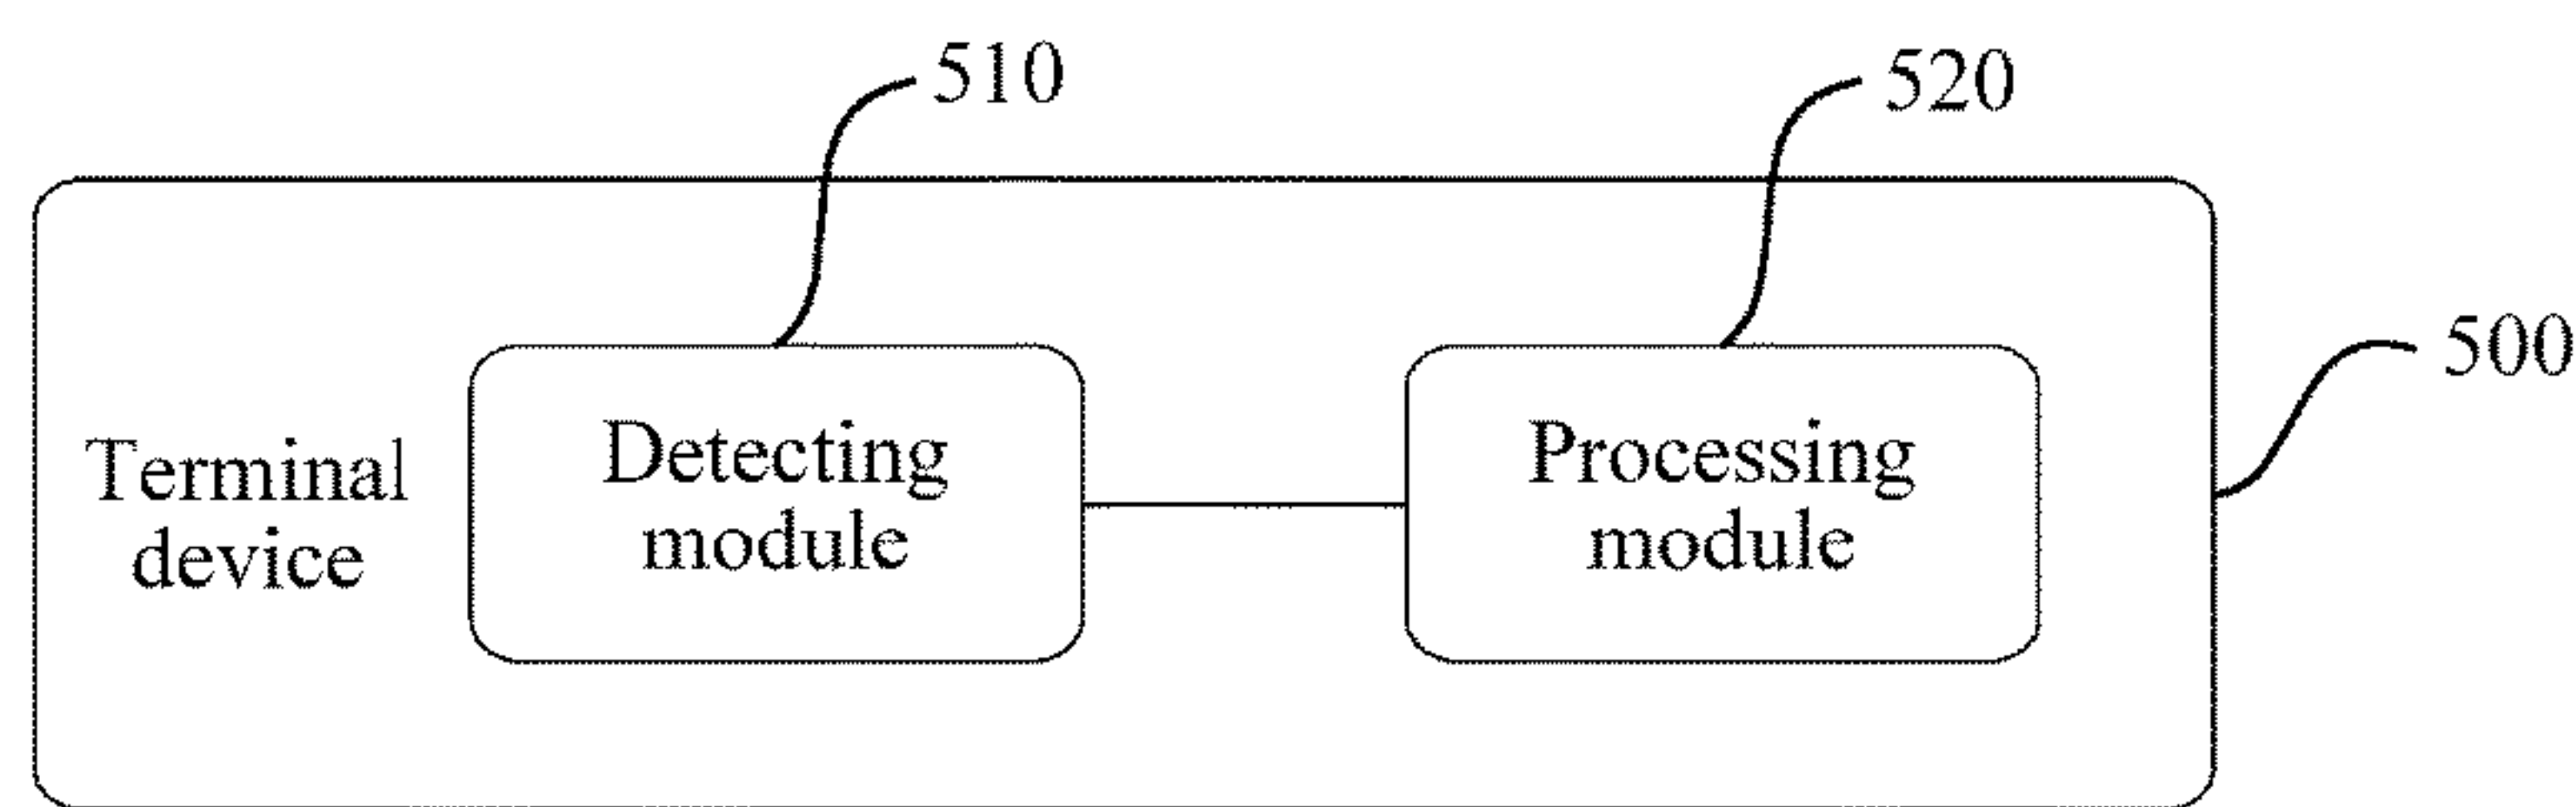 510
520
500
Terminal
device
Detecting
module
Processing
module